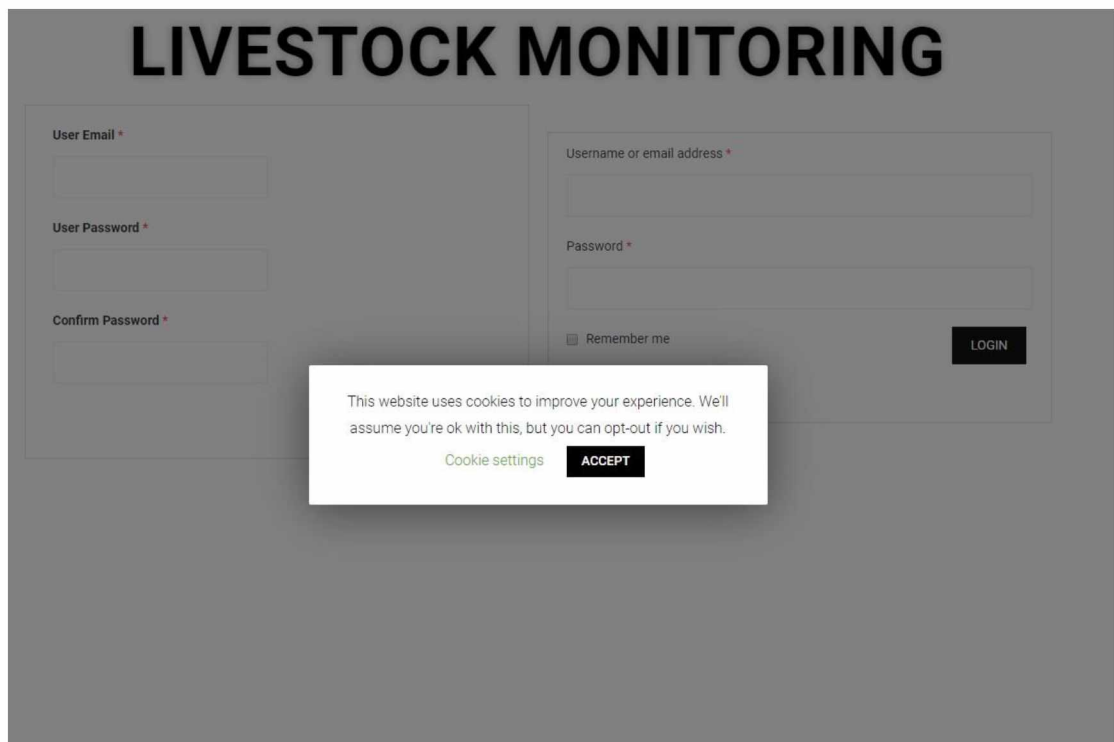 LIVESTOCK MONITORING
User Email *
User Password *
Confirm Password *
Username or email address *
Password *
Remember me
LOGIN
This website uses cookies to improve your experience. We'll
assume you're ok with this, but you can opt-out if you wish.
Cookie settings ACCEPT